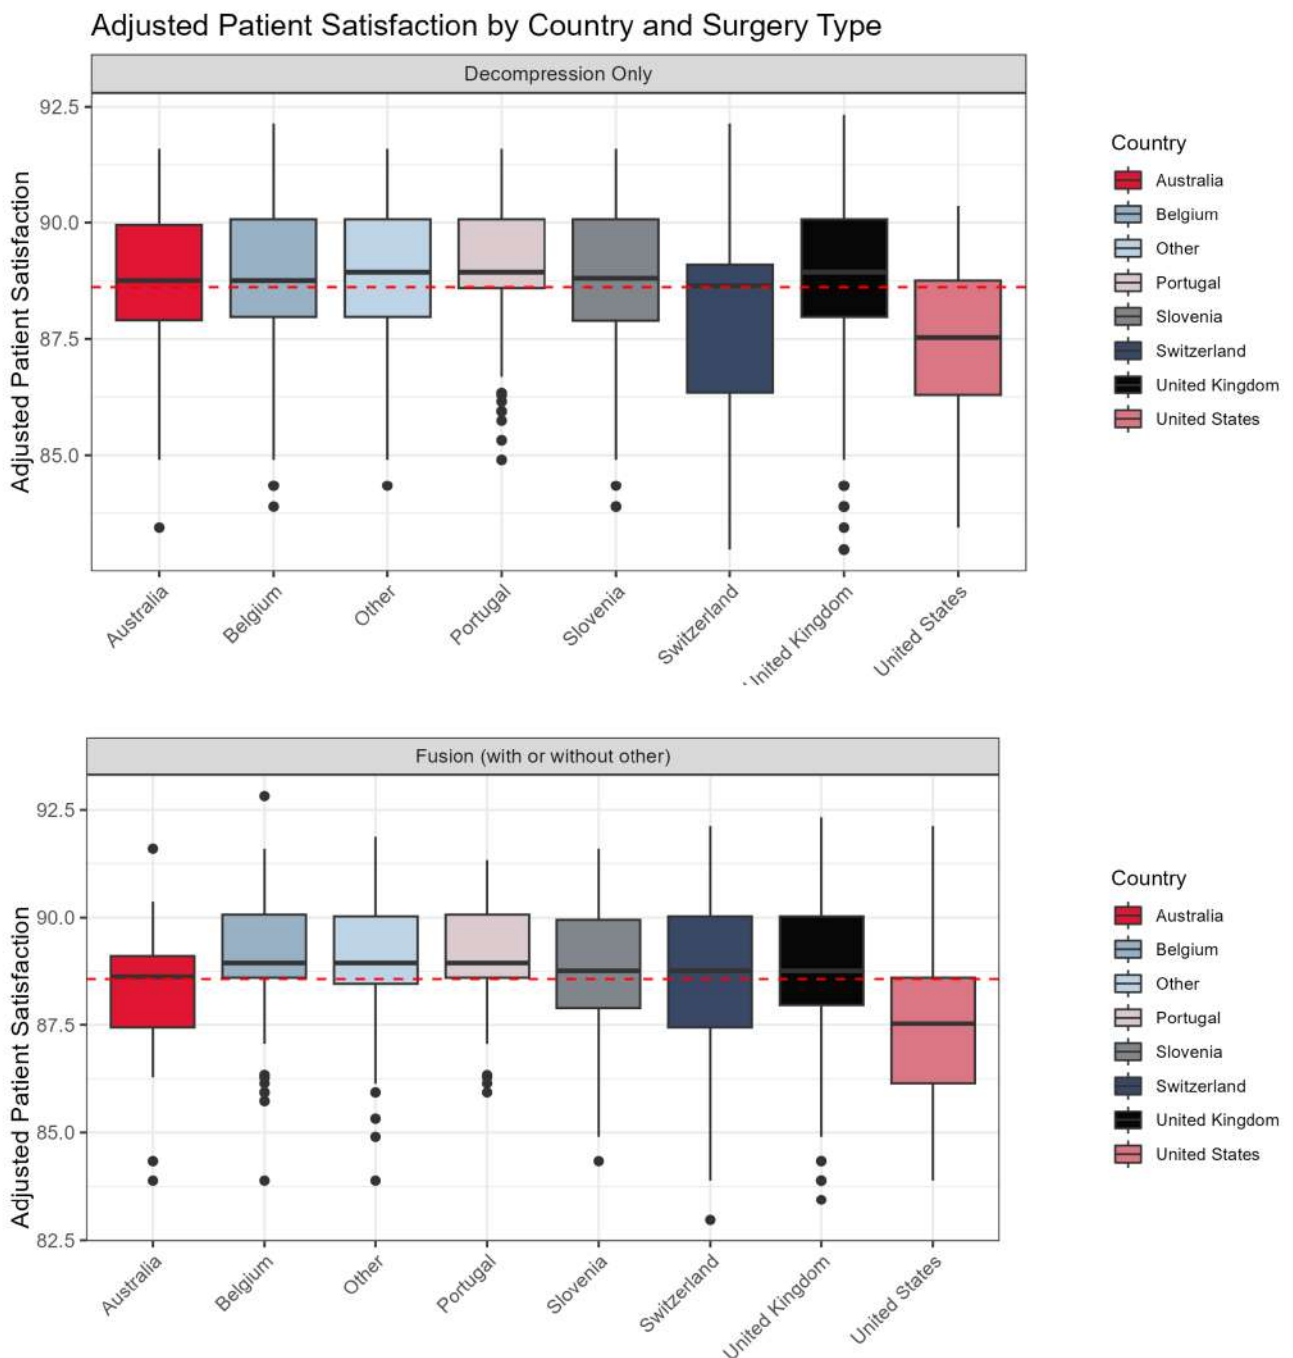 Adjusted Patient Satisfaction by Country and Surgery Type
Decompression Only
Adjusted Patient Satisfaction
92.5
90.0
87.5
85.0
Australia
Belgium
Other
Portugal
Slovenia
Switzerland
United Kingdom
United States
Country
Australia
Belgium
Other
Portugal
Slovenia
Switzerland
United Kingdom
United States
Fusion (with or without other)
Adjusted Patient Satisfaction
92.5
90.0
87.5
85.0
82.5
Australia
Belgium
Other
Portugal
Slovenia
Switzerland
United Kingdom
United States
Country
Australia
Belgium
Other
Portugal
Slovenia
Switzerland
United Kingdom
United States